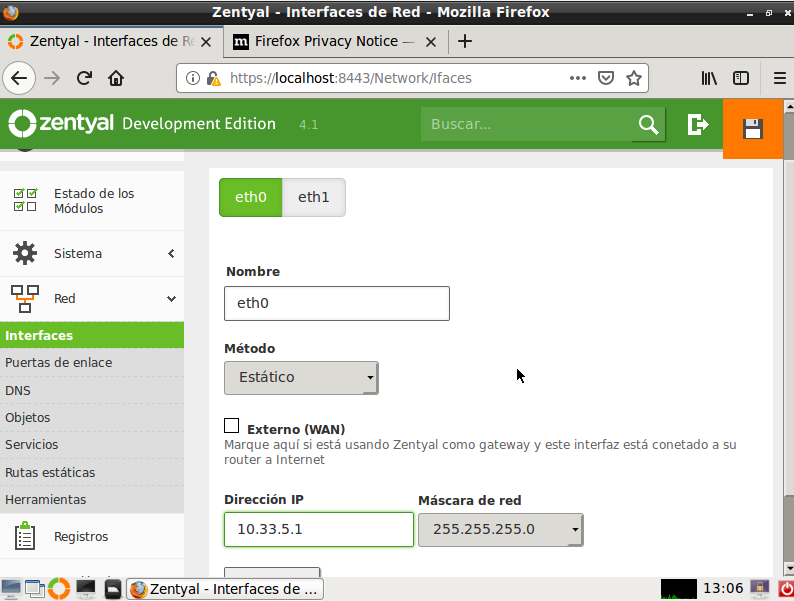 Zentyal - Interfaces de Red - Mozilla Firefox
Zentyal - Interfaces de Re
Firefox Privacy Notice —
https://localhost:8443/Network/Ifaces
zentyal Development Edition 4.1
Buscar...
Estado de los
Módulos
Sistema
Red
Interfaces
Puertas de enlace
DNS
Objetos
Servicios
Rutas estáticas
Herramientas
Registros
eth0 eth1
Nombre
eth0
Método
Estático
Externo (WAN)
Marque aquí si está usando Zentyal como gateway y este interfaz está conetado a su
router a Internet
Dirección IP Máscara de red
10.33.5.1 255.255.255.0
Zentyal - Interfaces de ...
13:06